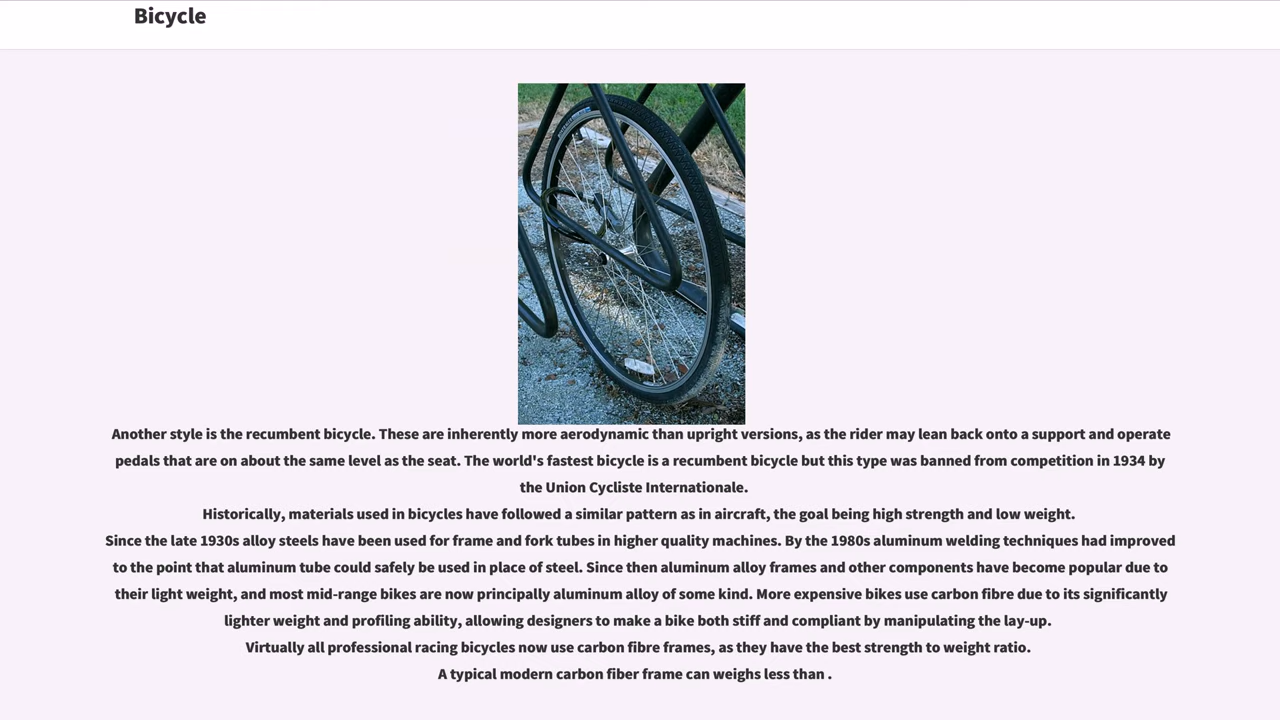 Bicycle
Another style is the recumbent bicycle. These are inherently more aerodynamic than upright versions, as the rider may lean back onto a support and operate
pedals that are on about the same level as the seat. The world's fastest bicycle is a recumbent bicycle but this type was banned from competition in 1934 by
the Union Cycliste Internationale.
Historically, materials used in bicycles have followed a similar pattern as in aircraft, the goal being high strength and low weight.
Since the late 1930s alloy steels have been used for frame and fork tubes in higher quality machines. By the 1980s aluminum welding techniques had improved
to the point that aluminum tube could safely be used in place of steel. Since then aluminum alloy frames and other components have become popular due to
their light weight, and most mid-range bikes are now principally aluminum alloy of some kind. More expensive bikes use carbon fibre due to its significantly
lighter weight and profiling ability, allowing designers to make a bike both stiff and compliant by manipulating the lay-up.
Virtually all professional racing bicycles now use carbon fibre frames, as they have the best strength to weight ratio.
A typical modern carbon fiber frame can weighs less than .